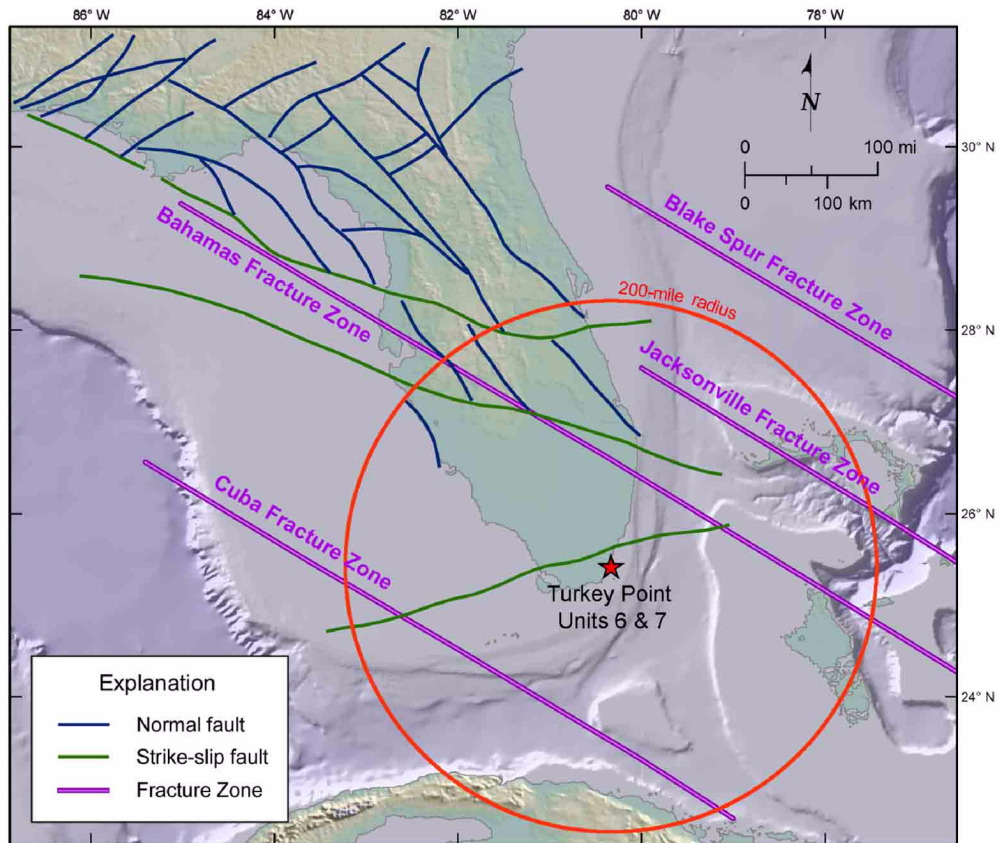 86° W
84° W
82° W
80° W
78° W
N
0
100 mi
0
100 km
30° N
Blake Spur Fracture Zone
Bahamas Fracture Zone
200-mile radius
28° N
Jacksonville Fracture Zone
Cuba Fracture Zone
26° N
Turkey Point
Units 6 & 7
24° N
Explanation
Normal fault
Strike-slip fault
Fracture Zone